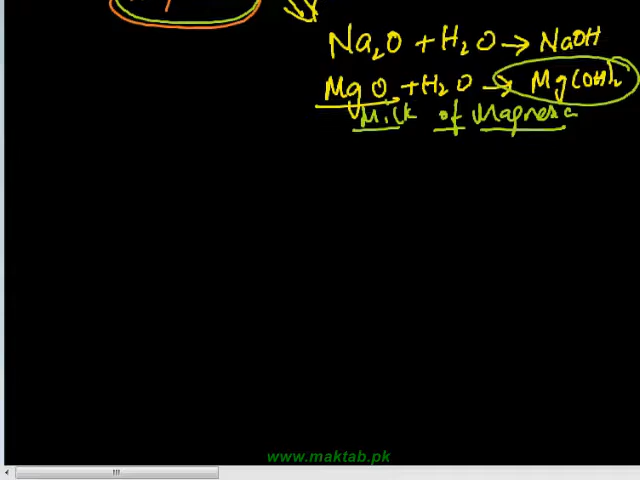 Na₂O + H₂O → NaOH
MgO + H₂O → Mg(OH)₂
Milk of Magnesia
www.maktab.pk